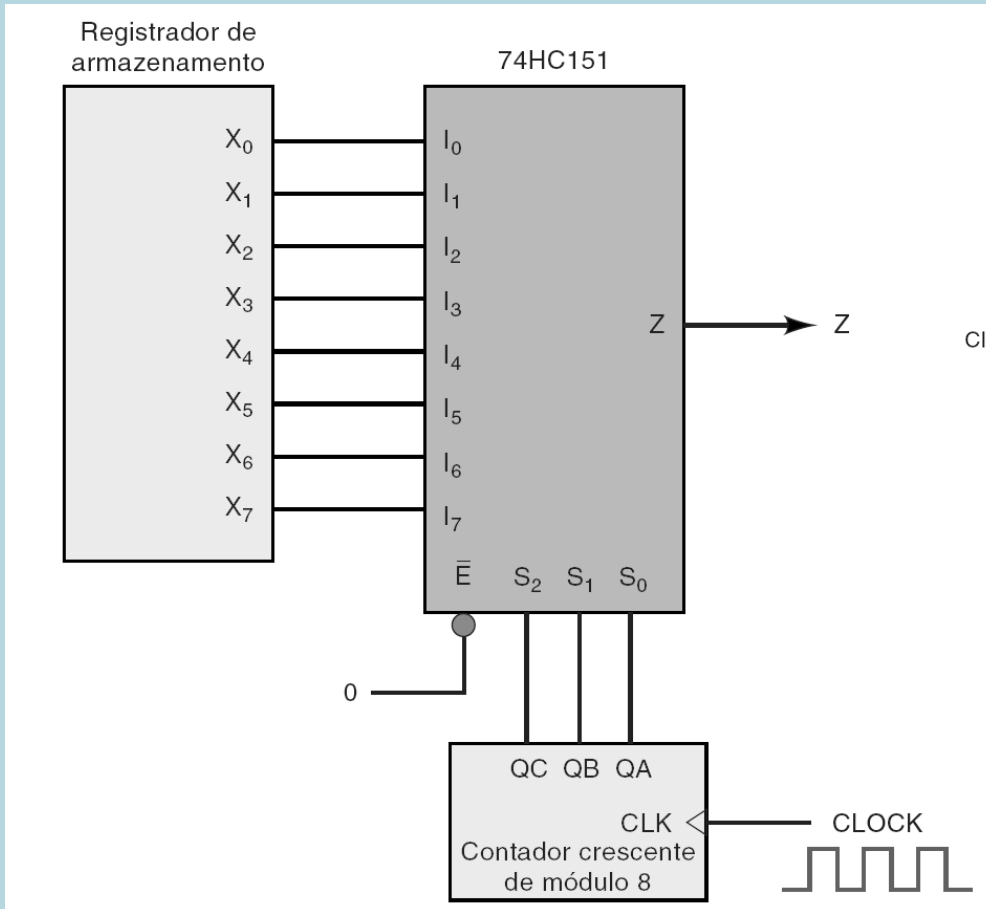 Registrador de
armazenamento
74HC151
X₀ I₀
X₁ I₁
X₂ I₂
X₃ I₃
X₄ I₄
X₅ I₅
X₆ I₆
X₇ I₇
Z Z
Cl
E̅ S₂ S₁ S₀
0
QC QB QA
CLK CLOCK
Contador crescente
de módulo 8